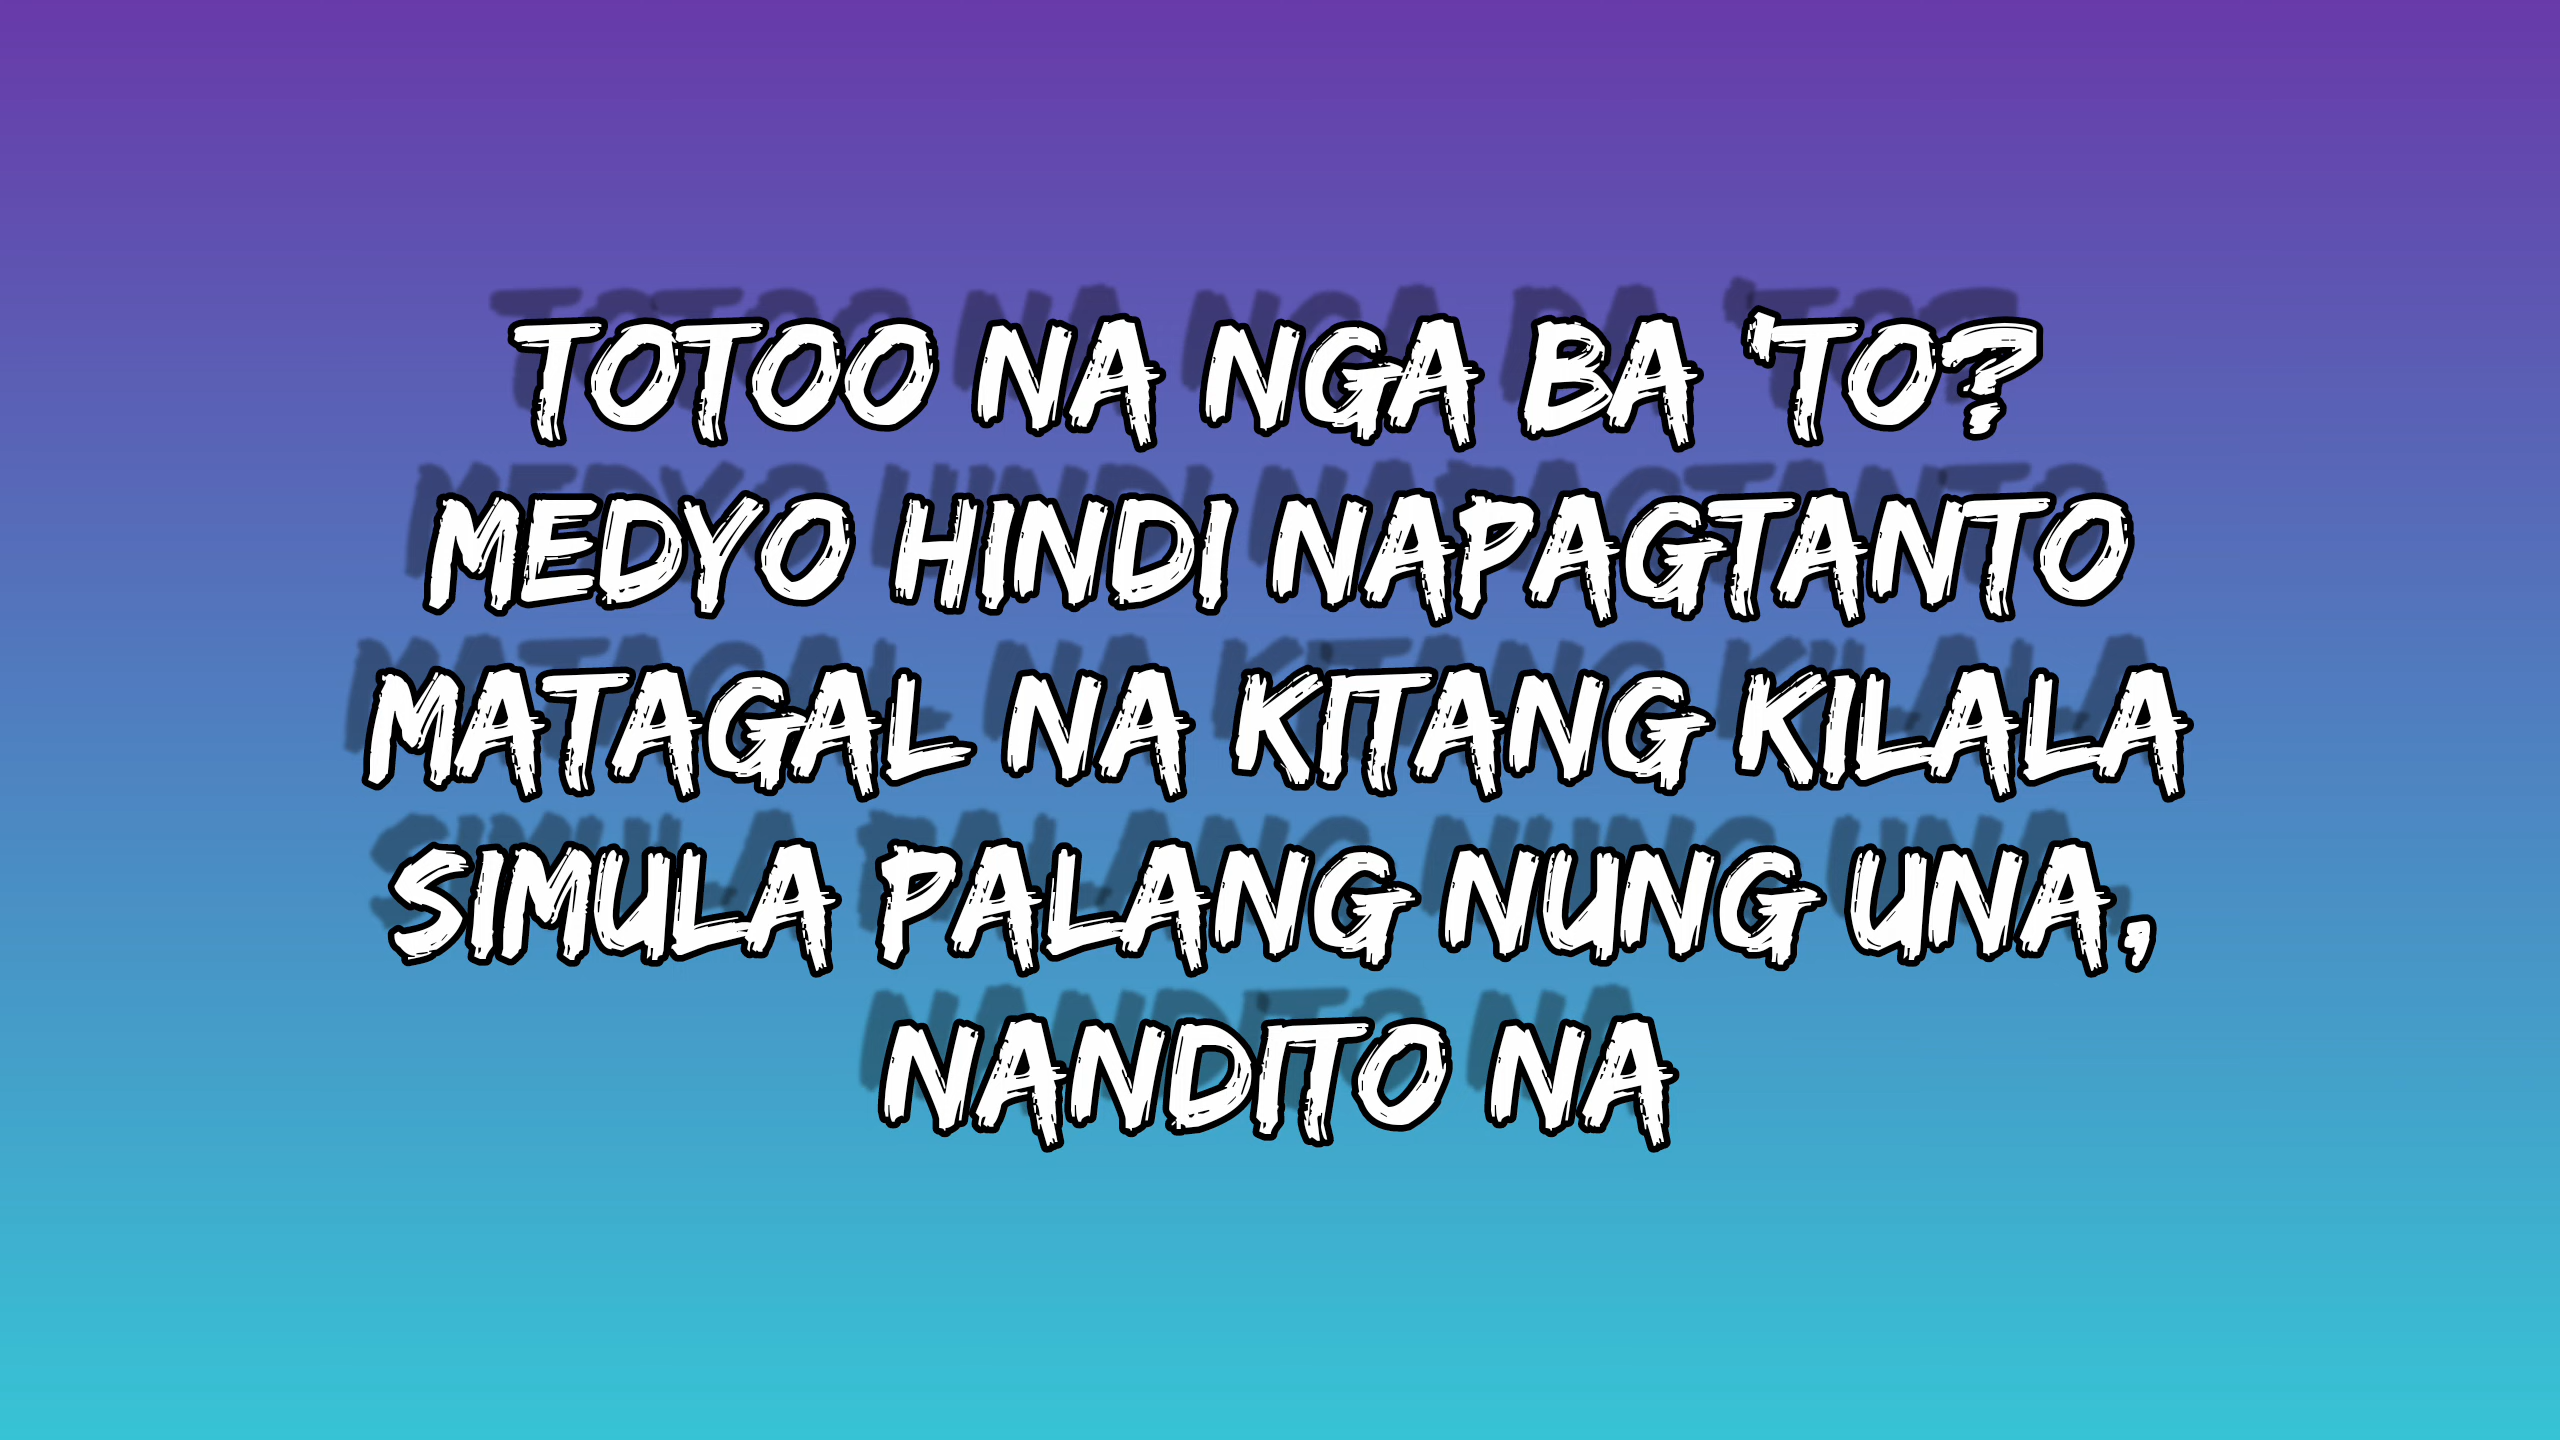 TOTOO NA NGA BA 'TO?
MEDYO HINDI NAPAGTANTO
MATAGAL NA KITANG KILALA
SIMULA PALANG NUNG UNA,
NANDITO NA